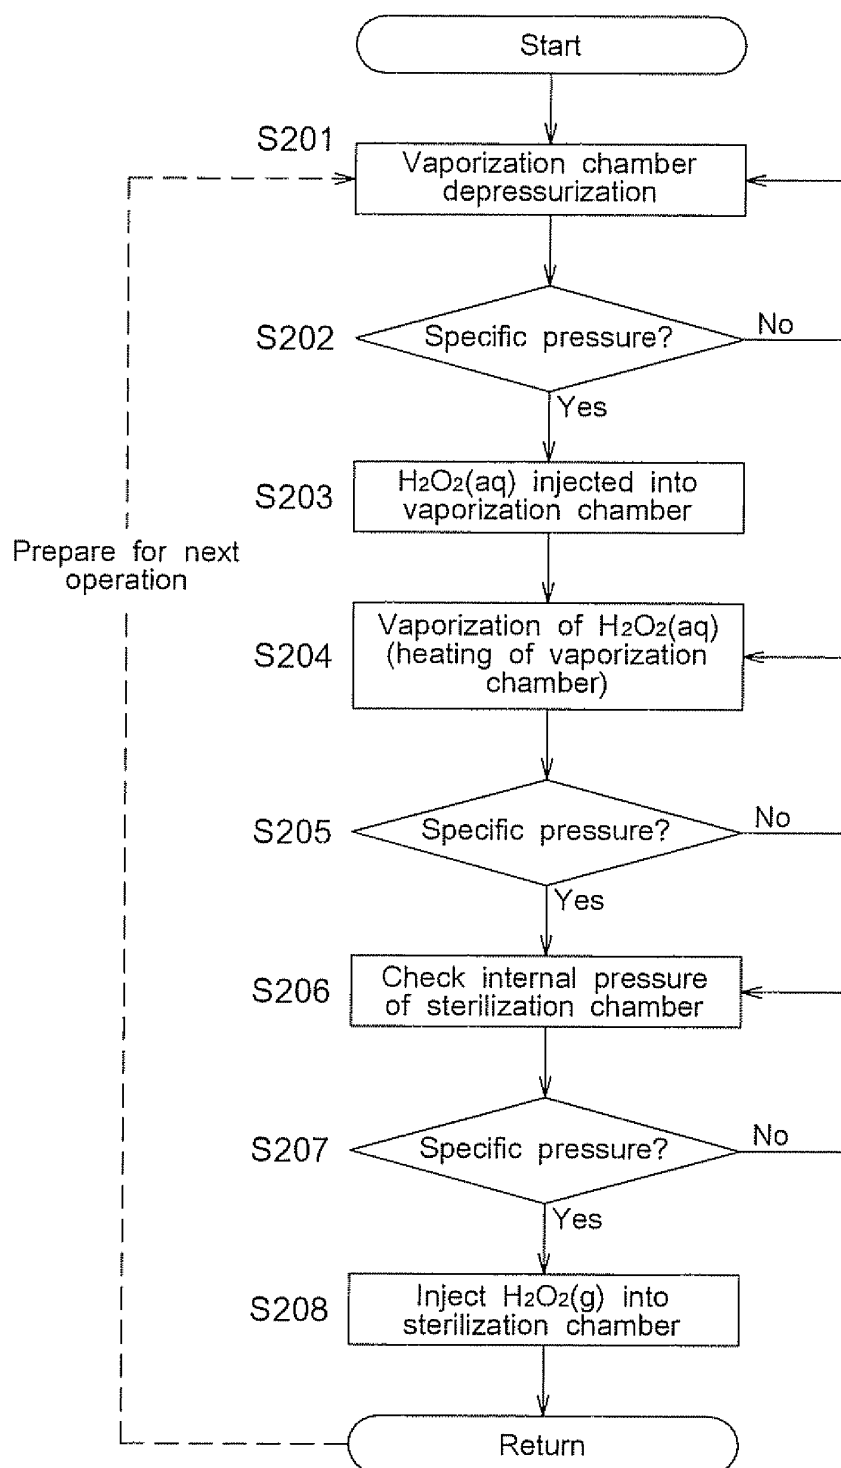 Start
S201
Vaporization chamber
depressurization
S202
Specific pressure?
No
Yes
S203
H₂O₂(aq) injected into
vaporization chamber
Prepare for next
operation
S204
Vaporization of H₂O₂(aq)
(heating of vaporization
chamber)
S205
Specific pressure?
No
Yes
S206
Check internal pressure
of sterilization chamber
S207
Specific pressure?
No
Yes
S208
Inject H₂O₂(g) into
sterilization chamber
Return